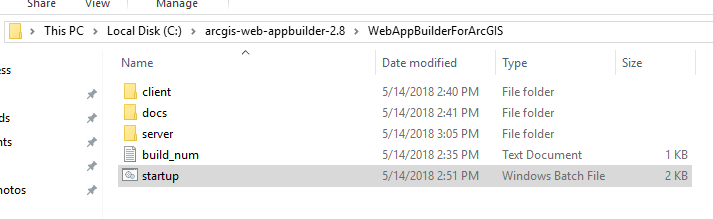 Share
Manage
This PC > Local Disk (C:) > arcgis-web-appbuilder-2.8 > WebAppBuilderForArcGIS
Name Date modified Type Size
ess
client 5/14/2018 2:40 PM File folder
docs 5/14/2018 2:41 PM File folder
ds
server 5/14/2018 3:05 PM File folder
nts
build_num 5/14/2018 2:35 PM Text Document 1 KB
startup 5/14/2018 2:51 PM Windows Batch File 2 KB
hotos